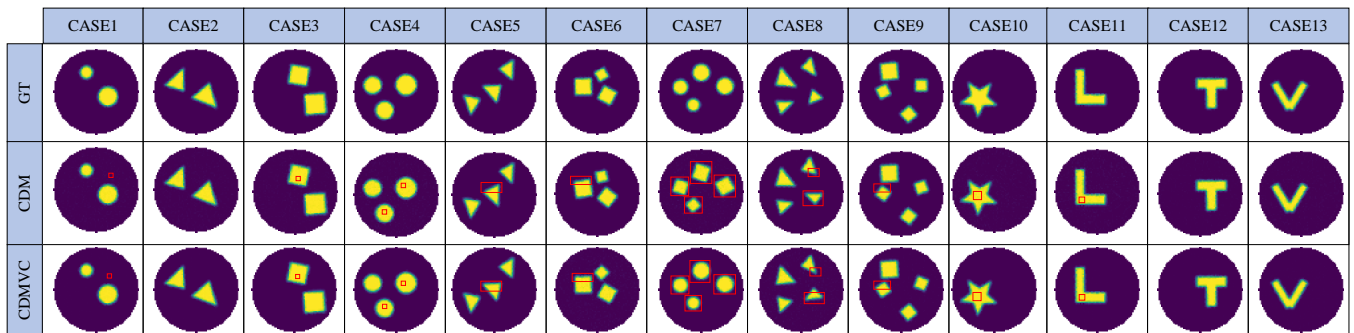 CASE1 CASE2 CASE3 CASE4 CASE5 CASE6 CASE7 CASE8 CASE9 CASE10 CASE11 CASE12 CASE13
GT
CDM
CDMVC